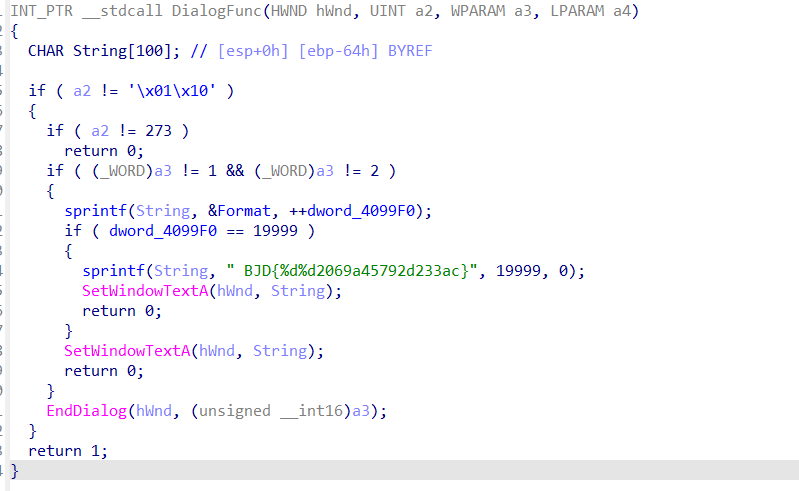 INT_PTR __stdcall DialogFunc(HWND hWnd, UINT a2, WPARAM a3, LPARAM a4)
{
  CHAR String[100]; // [esp+0h] [ebp-64h] BYREF

  if ( a2 != '\x01\x10' )
  {
    if ( a2 != 273 )
      return 0;
    if ( (_WORD)a3 != 1 && (_WORD)a3 != 2 )
    {
      sprintf(String, &Format, ++dword_4099F0);
      if ( dword_4099F0 == 19999 )
      {
        sprintf(String, " BJD{%d%d2069a45792d233ac}", 19999, 0);
        SetWindowTextA(hWnd, String);
        return 0;
      }
      SetWindowTextA(hWnd, String);
      return 0;
    }
    EndDialog(hWnd, (unsigned __int16)a3);
  }
  return 1;
}